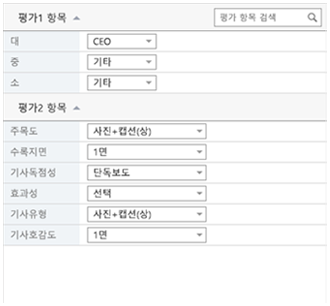 평가1 항목
평가 항목 검색
대 CEO
중 기타
소 기타
평가2 항목
주목도 사진+캡션(상)
수록지면 1면
기사독점성 단독보도
효과성 선택
기사유형 사진+캡션(상)
기사호감도 1면